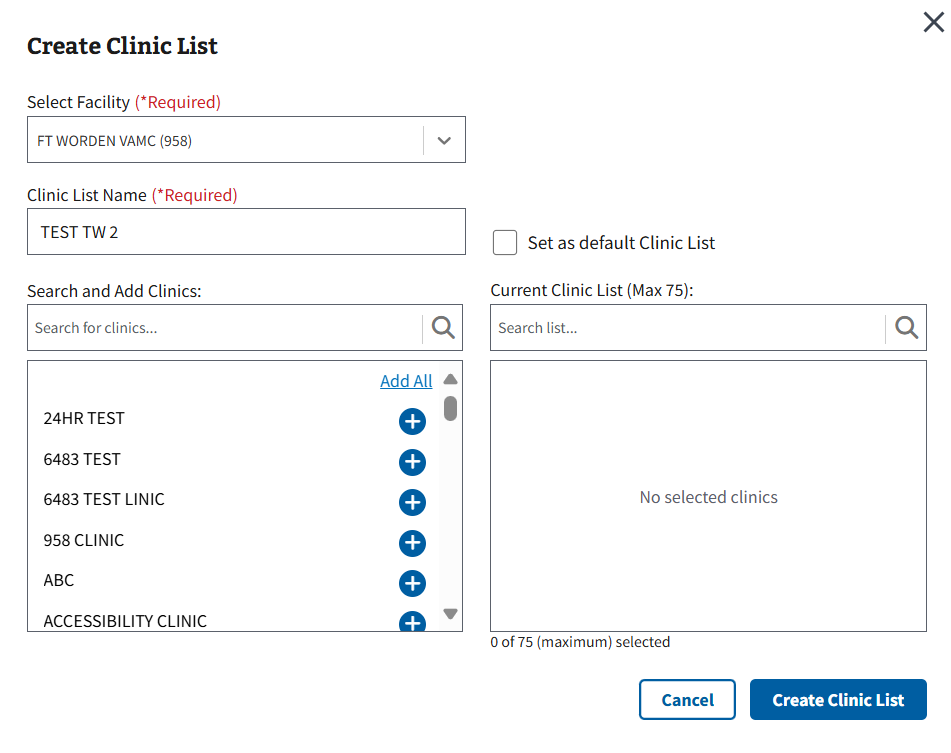 Create Clinic List
Select Facility (*Required)
FT WORDEN VAMC (958)
Clinic List Name (*Required)
TEST TW 2
Set as default Clinic List
Search and Add Clinics:
Search for clinics...
Add All
24HR TEST
6483 TEST
6483 TEST LINIC
958 CLINIC
ABC
ACCESSIBILITY CLINIC
Current Clinic List (Max 75):
Search list...
No selected clinics
0 of 75 (maximum) selected
Cancel
Create Clinic List